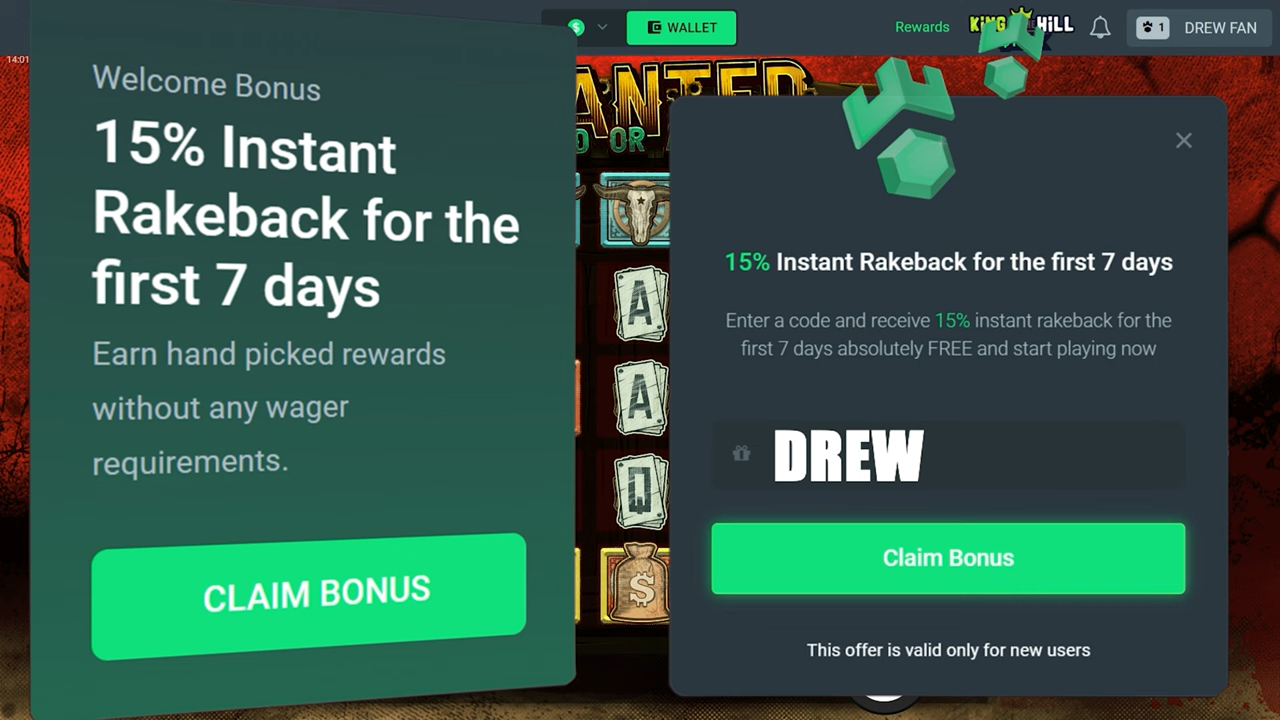 WALLET
Rewards
KING HILL
1
DREW FAN
14:01
Welcome Bonus
15% Instant
Rakeback for the
first 7 days
Earn hand picked rewards
without any wager
requirements.
CLAIM BONUS
ANTED
OR
A
A
Q
$
15% Instant Rakeback for the first 7 days
Enter a code and receive 15% instant rakeback for the
first 7 days absolutely FREE and start playing now
DREW
Claim Bonus
This offer is valid only for new users